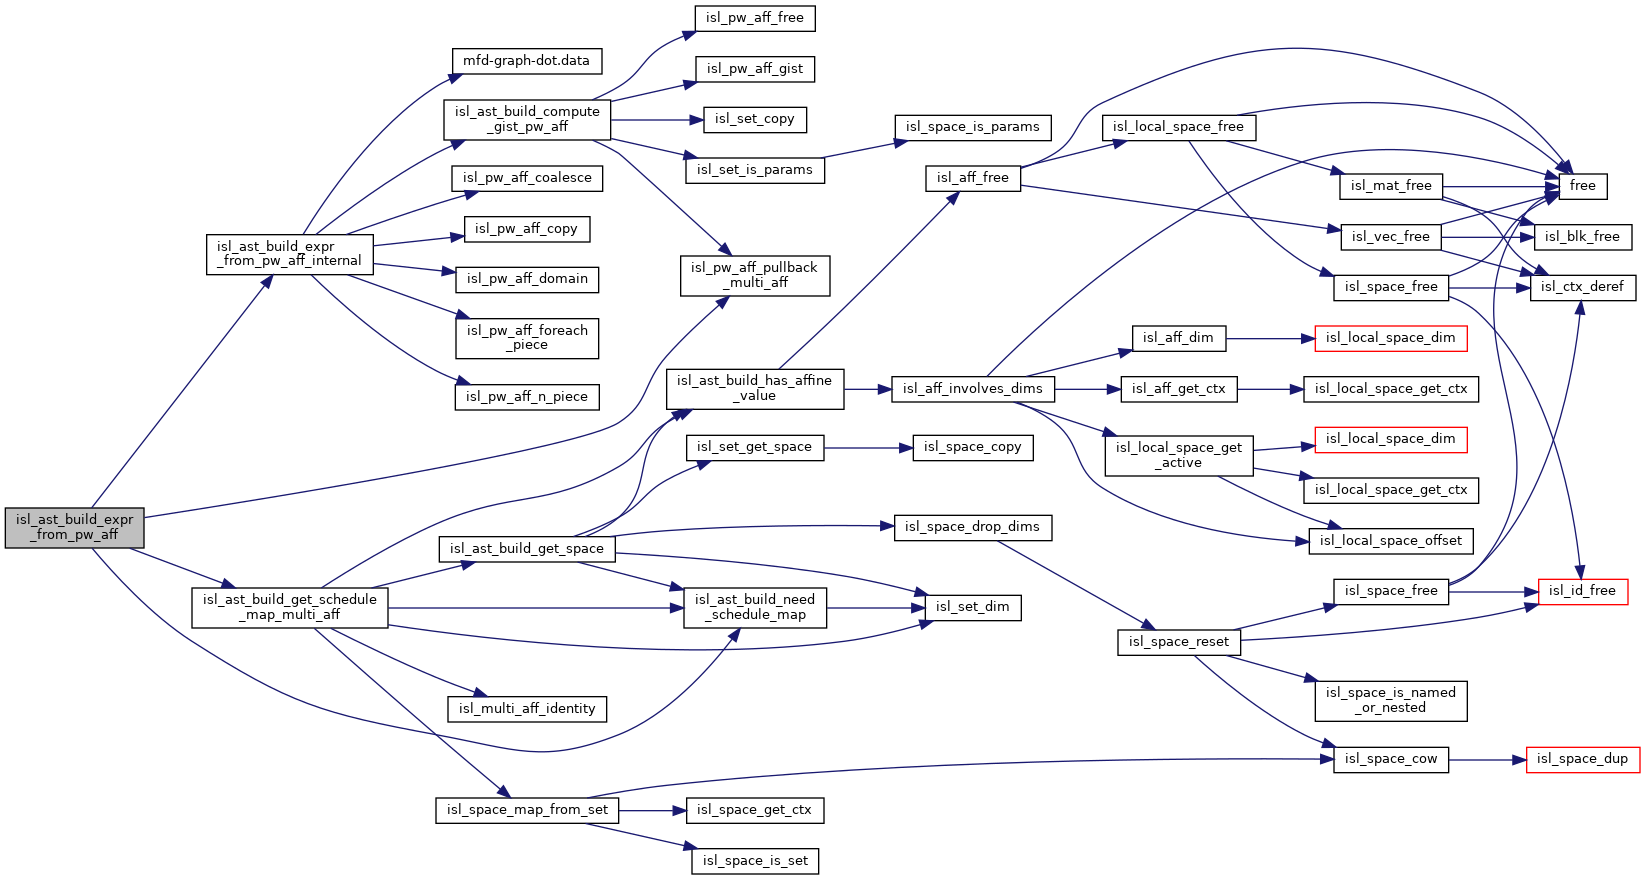 isl_pw_aff_free
mfd-graph-dot.data
isl_pw_aff_gist
isl_ast_build_compute
_gist_pw_aff
isl_set_copy
isl_space_is_params
isl_local_space_free
isl_set_is_params
isl_pw_aff_coalesce
isl_aff_free
isl_mat_free
free
isl_pw_aff_copy
isl_vec_free
isl_blk_free
isl_ast_build_expr
_from_pw_aff_internal
isl_pw_aff_domain
isl_pw_aff_pullback
_multi_aff
isl_space_free
isl_ctx_deref
isl_pw_aff_foreach
_piece
isl_aff_dim
isl_local_space_dim
isl_pw_aff_n_piece
isl_ast_build_has_affine
_value
isl_aff_involves_dims
isl_aff_get_ctx
isl_local_space_get_ctx
isl_set_get_space
isl_space_copy
isl_local_space_get
_active
isl_local_space_dim
isl_local_space_get_ctx
isl_ast_build_expr
_from_pw_aff
isl_ast_build_get_space
isl_space_drop_dims
isl_local_space_offset
isl_ast_build_get_schedule
_map_multi_aff
isl_ast_build_need
_schedule_map
isl_set_dim
isl_space_free
isl_id_free
isl_space_reset
isl_multi_aff_identity
isl_space_is_named
_or_nested
isl_space_cow
isl_space_dup
isl_space_map_from_set
isl_space_get_ctx
isl_space_is_set